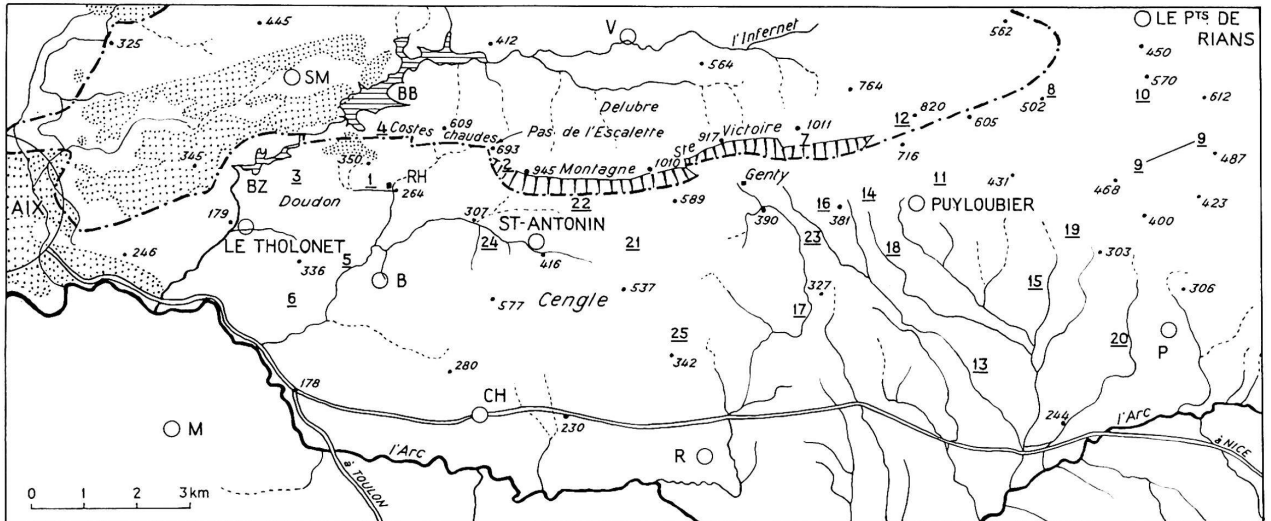 445
325
412
V
l'Infernet
562
LE PTS DE
RIANS
450
570
SM
564
BB
764
8
502
10
612
Delubre
820
12
605
4
Costes
chaudes
609
Pas de l'Escalette
693
Ste
917
Victoire
1011
7
716
9
9
487
345
350
2
945
Montagne
1010
BZ
3
1
RH
264
Doudon
Genty
14
11
431
468
423
AIX
22
589
16
381
PUYLOUBIER
400
179
307
ST-ANTONIN
390
LE THOLONET
24
21
23
18
19
303
246
336
5
416
B
6
577
Cengle
537
327
15
306
17
25
342
20
P
280
13
178
CH
230
244
l'Arc
M
l'Arc
R
à NICE
à TOULON
0 1 2 3 km